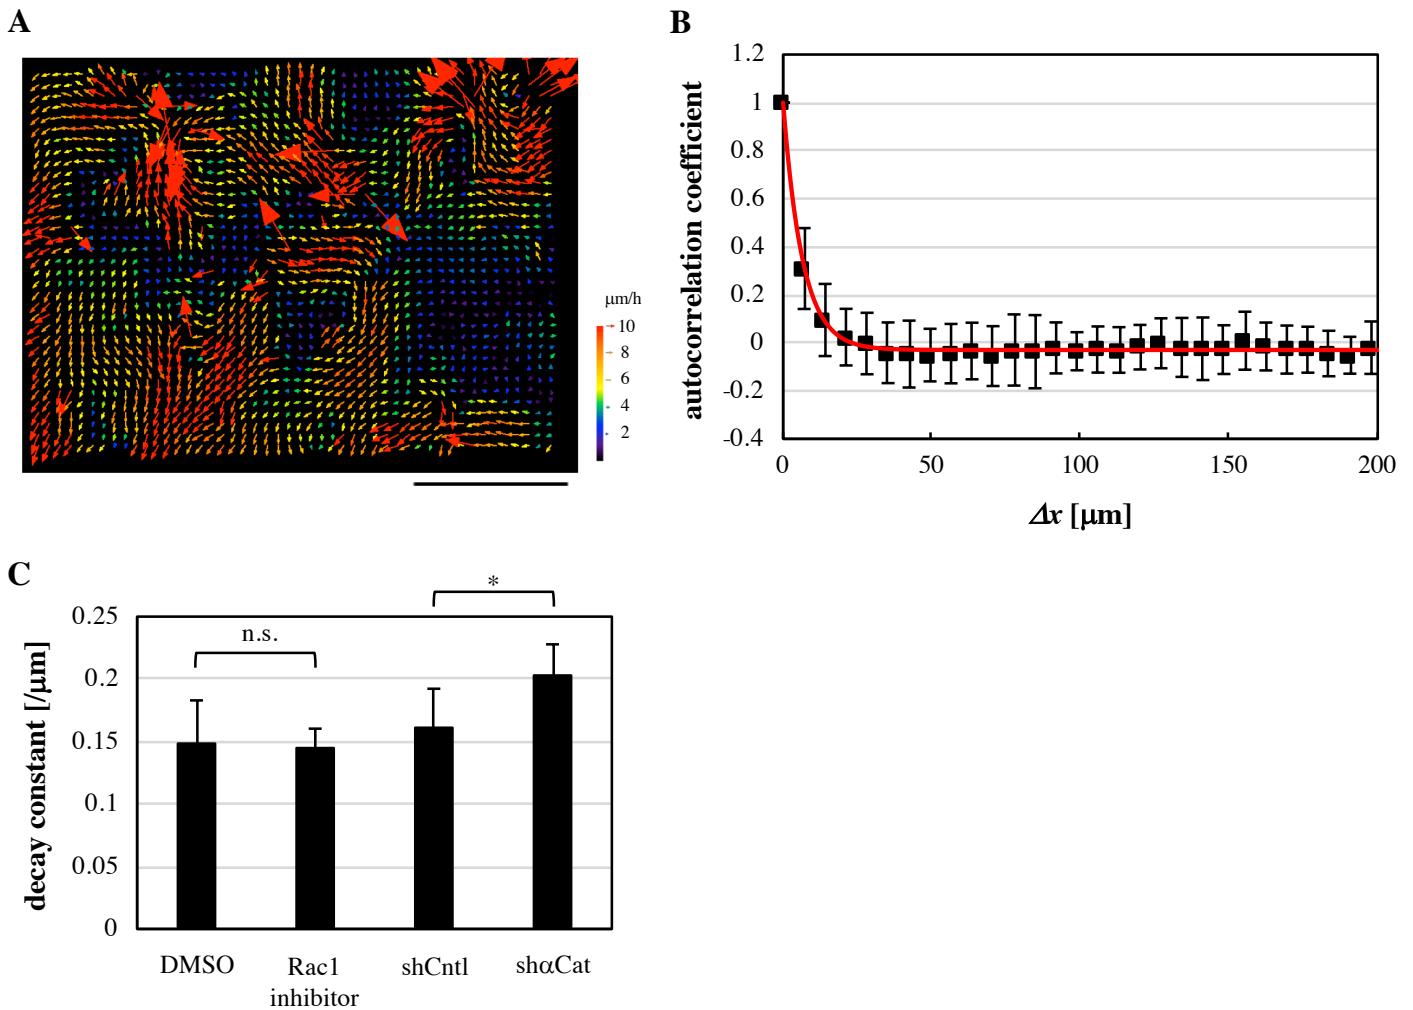 A
μm/h
10
8
6
4
2
B
autocorrelation coefficient
1.2
1
0.8
0.6
0.4
0.2
0
-0.2
-0.4
0 50 100 150 200
Δx [μm]
C
decay constant [/μm]
0.25
0.2
0.15
0.1
0.05
0
n.s.
*
DMSO Rac1 inhibitor shCntl shαCat